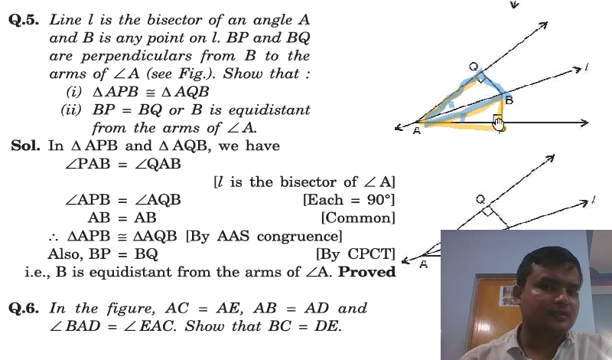 Q.5. Line l is the bisector of an angle A
and B is any point on l. BP and BQ
are perpendiculars from B to the
arms of ∠A (see Fig.). Show that :
(i) Δ APB ≅ Δ AQB
(ii) BP = BQ or B is equidistant
from the arms of ∠A.
Sol. In Δ APB and Δ AQB, we have
∠PAB = ∠QAB
[l is the bisector of ∠ A]
∠APB = ∠AQB [Each = 90°]
AB = AB [Common]
∴ ΔAPB ≅ ΔAQB [By AAS congruence]
Also, BP = BQ [By CPCT]
i.e., B is equidistant from the arms of ∠A. Proved
Q.6. In the figure, AC = AE, AB = AD and
∠ BAD = ∠ EAC. Show that BC = DE.
Q
l
B
A
Q
l
A